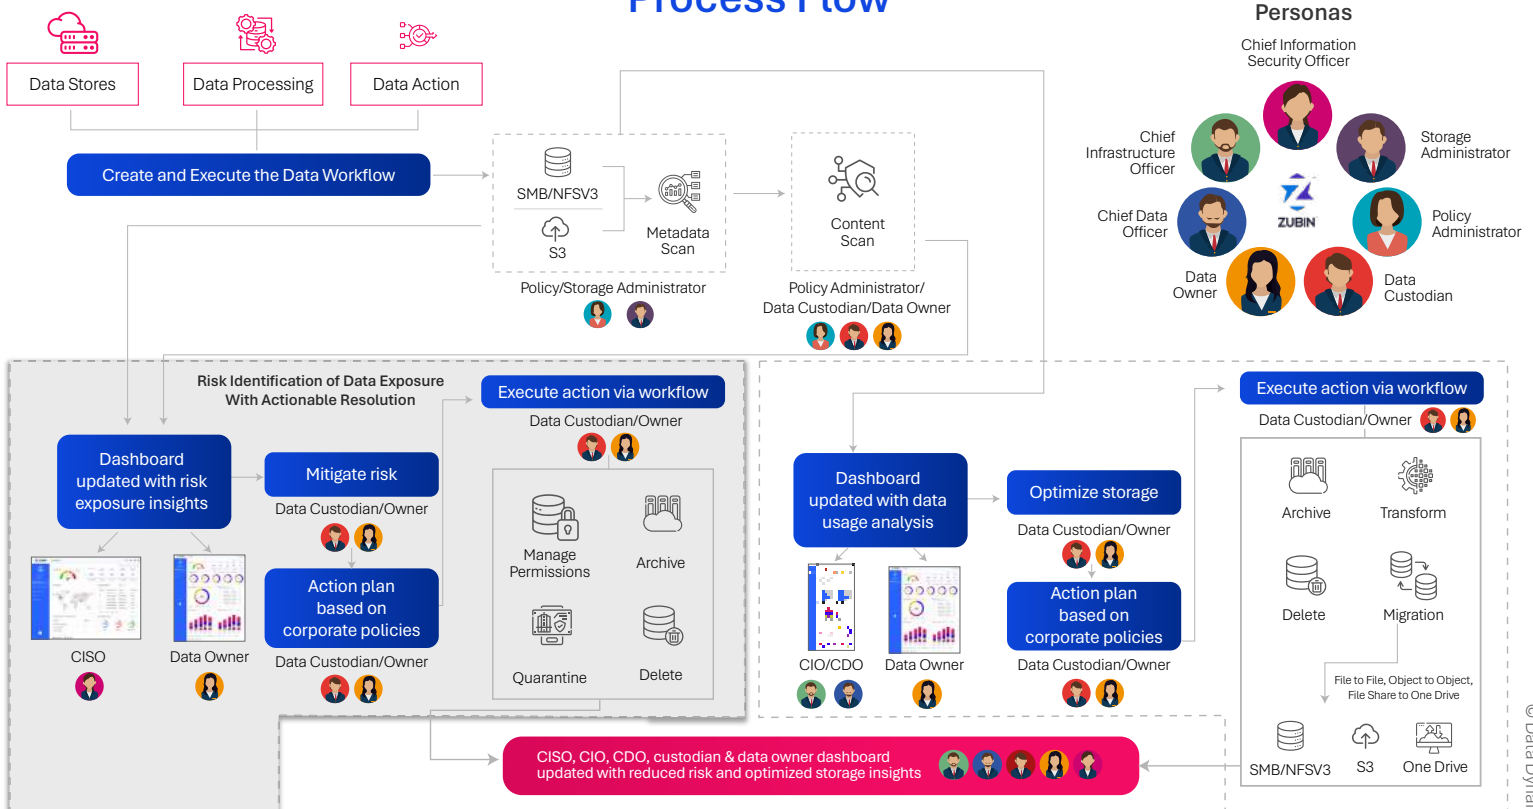 Process Flow
Data Stores
Data Processing
Data Action
Create and Execute the Data Workflow
SMB/NFSV3
S3
Metadata
Scan
Policy/Storage Administrator
Content
Scan
Policy Administrator/
Data Custodian/Data Owner
Personas
Chief Information
Security Officer
Chief
Infrastructure
Officer
Storage
Administrator
Chief Data
Officer
ZUBIN
Policy
Administrator
Data
Owner
Data
Custodian
Risk Identification of Data Exposure
With Actionable Resolution
Execute action via workflow
Data Custodian/Owner
Dashboard
updated with risk
exposure insights
Mitigate risk
Data Custodian/Owner
Action plan
based on
corporate policies
Data Custodian/Owner
CISO
Data Owner
Manage
Permissions
Archive
Quarantine
Delete
Dashboard
updated with data
usage analysis
Optimize storage
Data Custodian/Owner
Action plan
based on
corporate policies
Data Custodian/Owner
CIO/CDO
Data Owner
Execute action via workflow
Data Custodian/Owner
Archive
Transform
Delete
Migration
File to File, Object to Object,
File Share to One Drive
SMB/NFSV3
S3
One Drive
CISO, CIO, CDO, custodian & data owner dashboard
updated with reduced risk and optimized storage insights
© Data